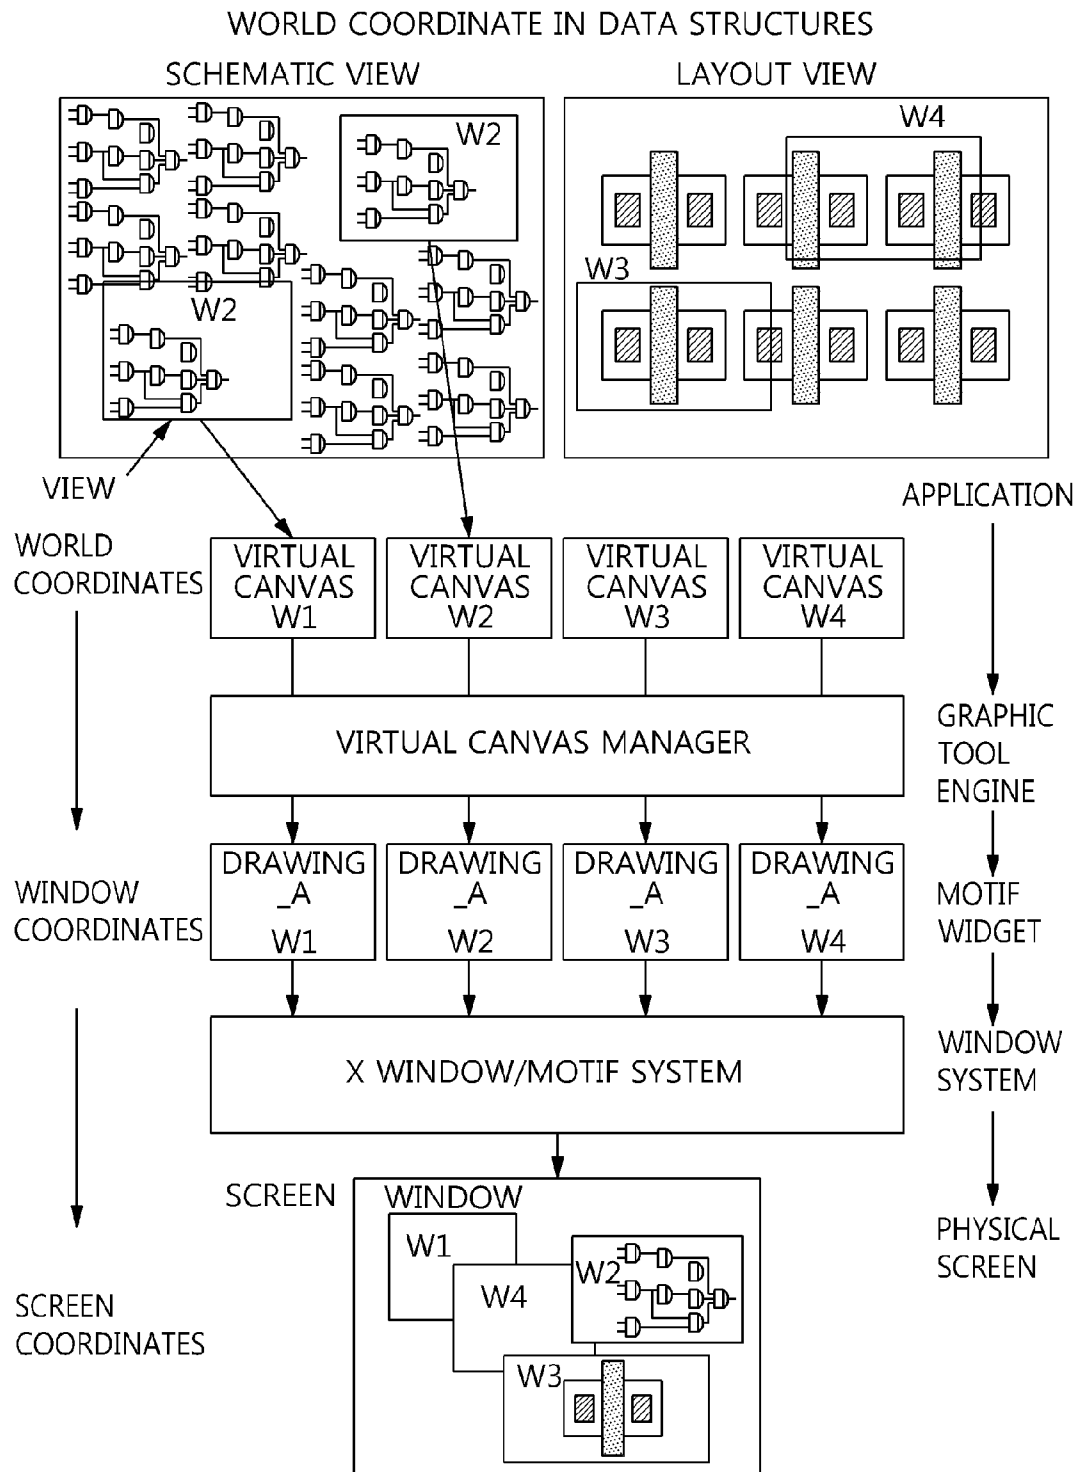 WORLD COORDINATE IN DATA STRUCTURES
SCHEMATIC VIEW
LAYOUT VIEW
W2
W4
W2
W3
VIEW
APPLICATION
WORLD
COORDINATES
VIRTUAL
CANVAS
W1
VIRTUAL
CANVAS
W2
VIRTUAL
CANVAS
W3
VIRTUAL
CANVAS
W4
VIRTUAL CANVAS MANAGER
GRAPHIC
TOOL
ENGINE
WINDOW
COORDINATES
DRAWING
_A
W1
DRAWING
_A
W2
DRAWING
_A
W3
DRAWING
_A
W4
MOTIF
WIDGET
X WINDOW/MOTIF SYSTEM
WINDOW
SYSTEM
SCREEN
WINDOW
W1
W4
W2
W3
PHYSICAL
SCREEN
SCREEN
COORDINATES